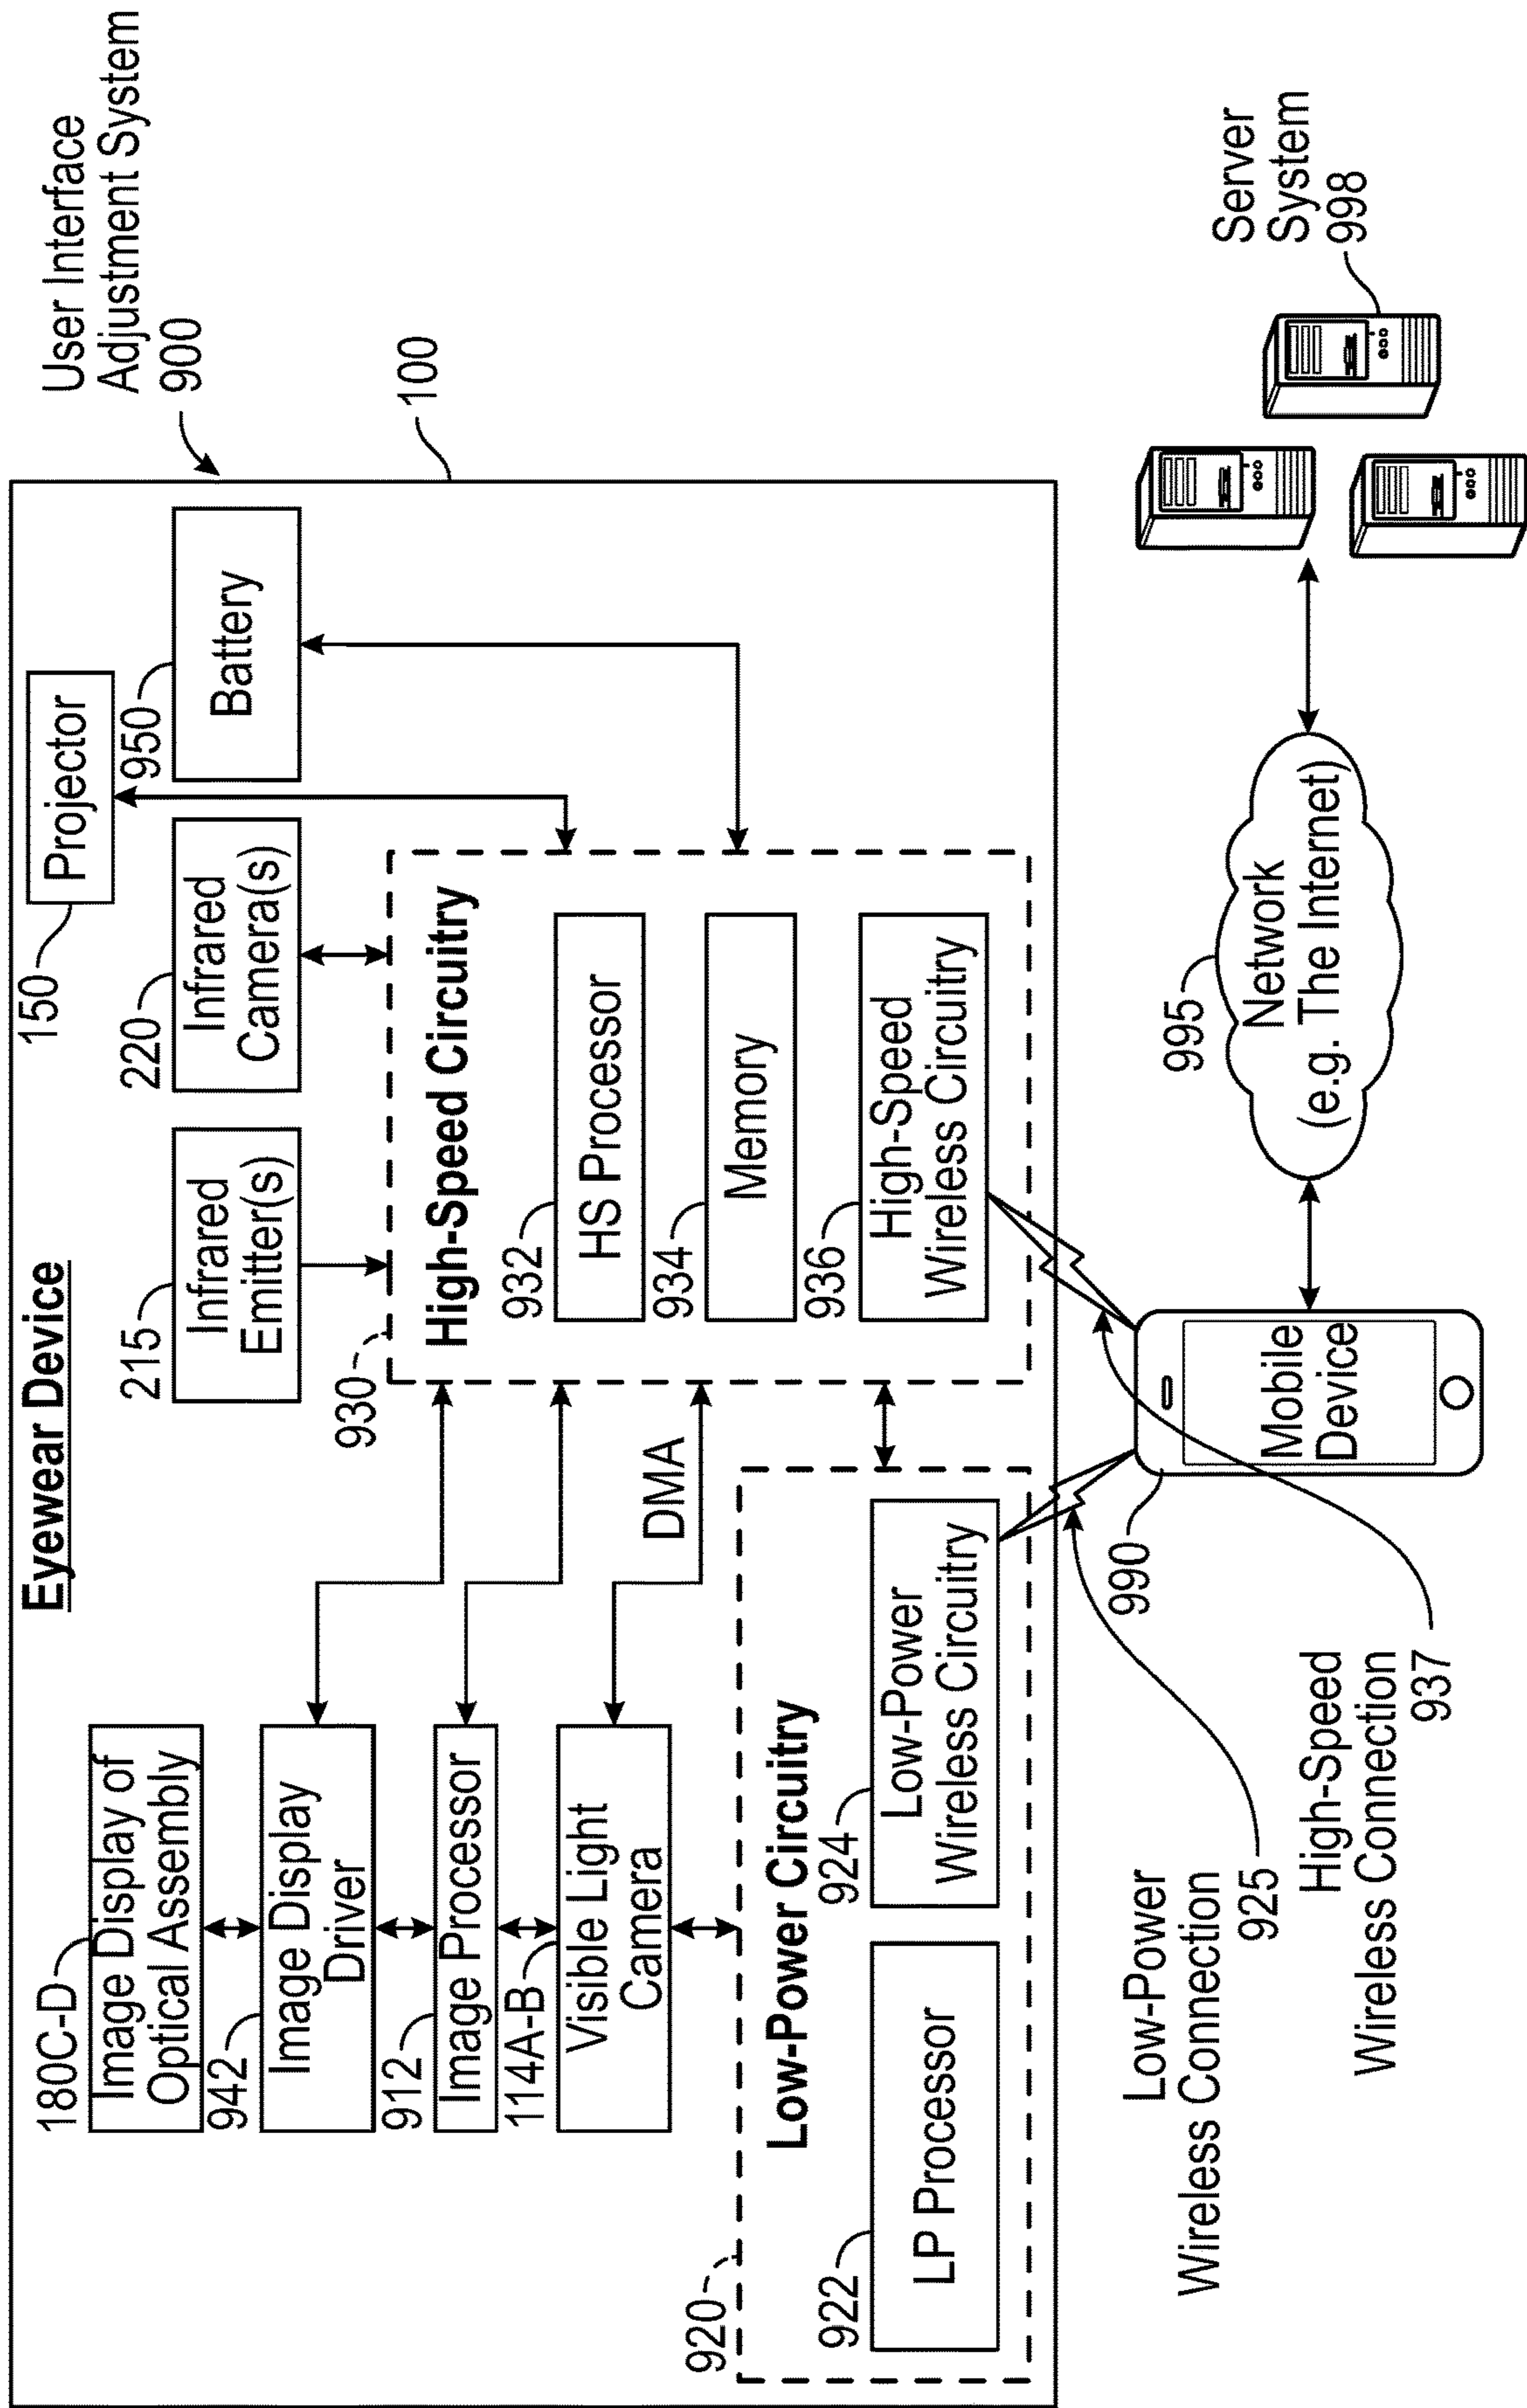 User Interface
Adjustment System
900
Eyewear Device
100
180C-D
Image Display of
Optical Assembly
942
Image Display
Driver
912
Image Processor
114A-B
Visible Light
Camera
215
Infrared
Emitter(s)
220
Infrared
Camera(s)
150
Projector
950
Battery
930
High-Speed Circuitry
932
HS Processor
934
Memory
936
High-Speed
Wireless Circuitry
DMA
920
Low-Power Circuitry
922
LP Processor
924
Low-Power
Wireless Circuitry
Low-Power
Wireless Connection
925
High-Speed
Wireless Connection
937
990
Mobile
Device
995
Network
(e.g. The Internet)
Server
System
998